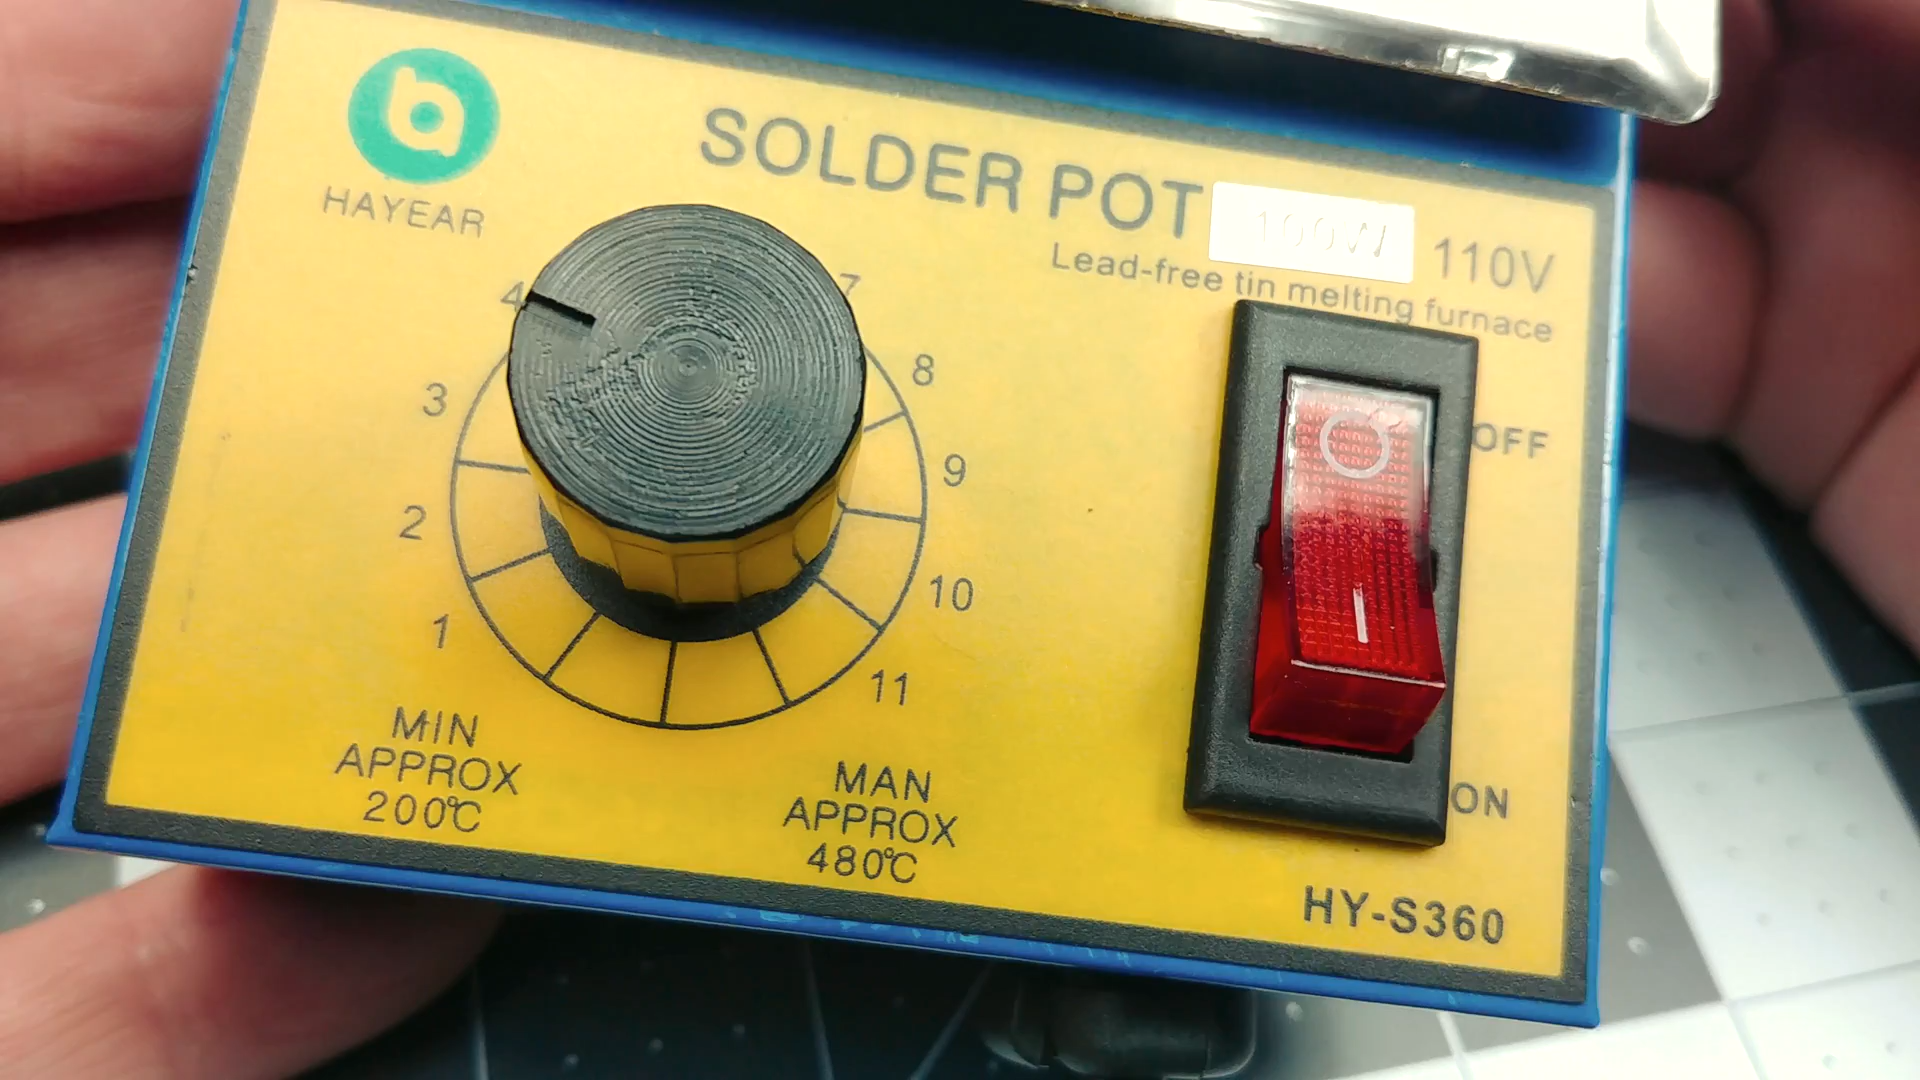 HAYEAR
SOLDER POT 100W 110V
Lead-free tin melting furnace
4
7
3
8
2
9
1
10
11
OFF
ON
MIN
APPROX
200℃
MAN
APPROX
480℃
HY-S360